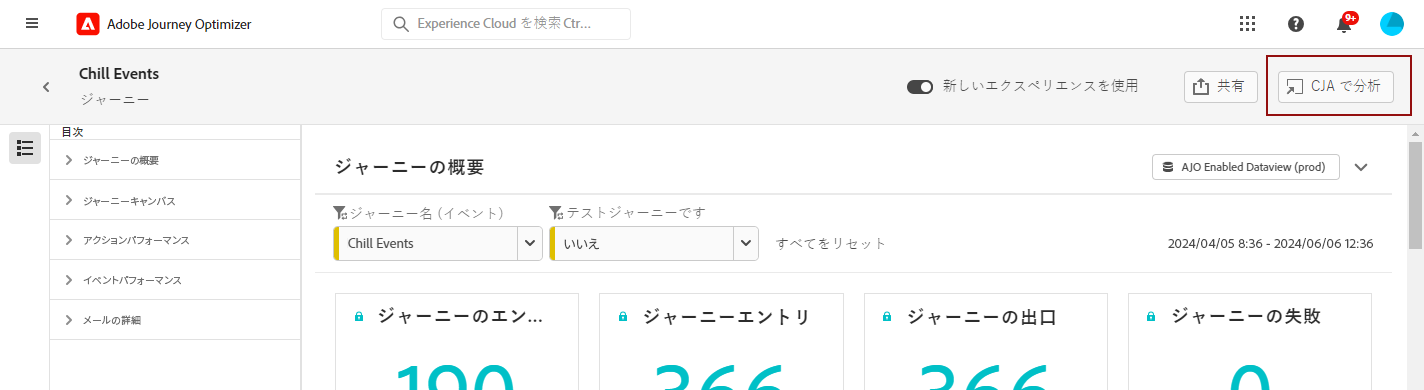 Adobe Journey Optimizer
Experience Cloud を検索 Ctr...
9+
Chill Events
ジャーニー
新しいエクスペリエンスを使用
共有
CJA で分析
目次
ジャーニーの概要
ジャーニーキャンバス
アクションパフォーマンス
イベントパフォーマンス
メールの詳細
ジャーニーの概要
AJO Enabled Dataview (prod)
ジャーニー名 (イベント)
テストジャーニーです
Chill Events
いいえ
すべてをリセット
2024/04/05 8:36 - 2024/06/06 12:36
ジャーニーのエン...
ジャーニーエントリ
ジャーニーの出口
ジャーニーの失敗
190
366
366
0